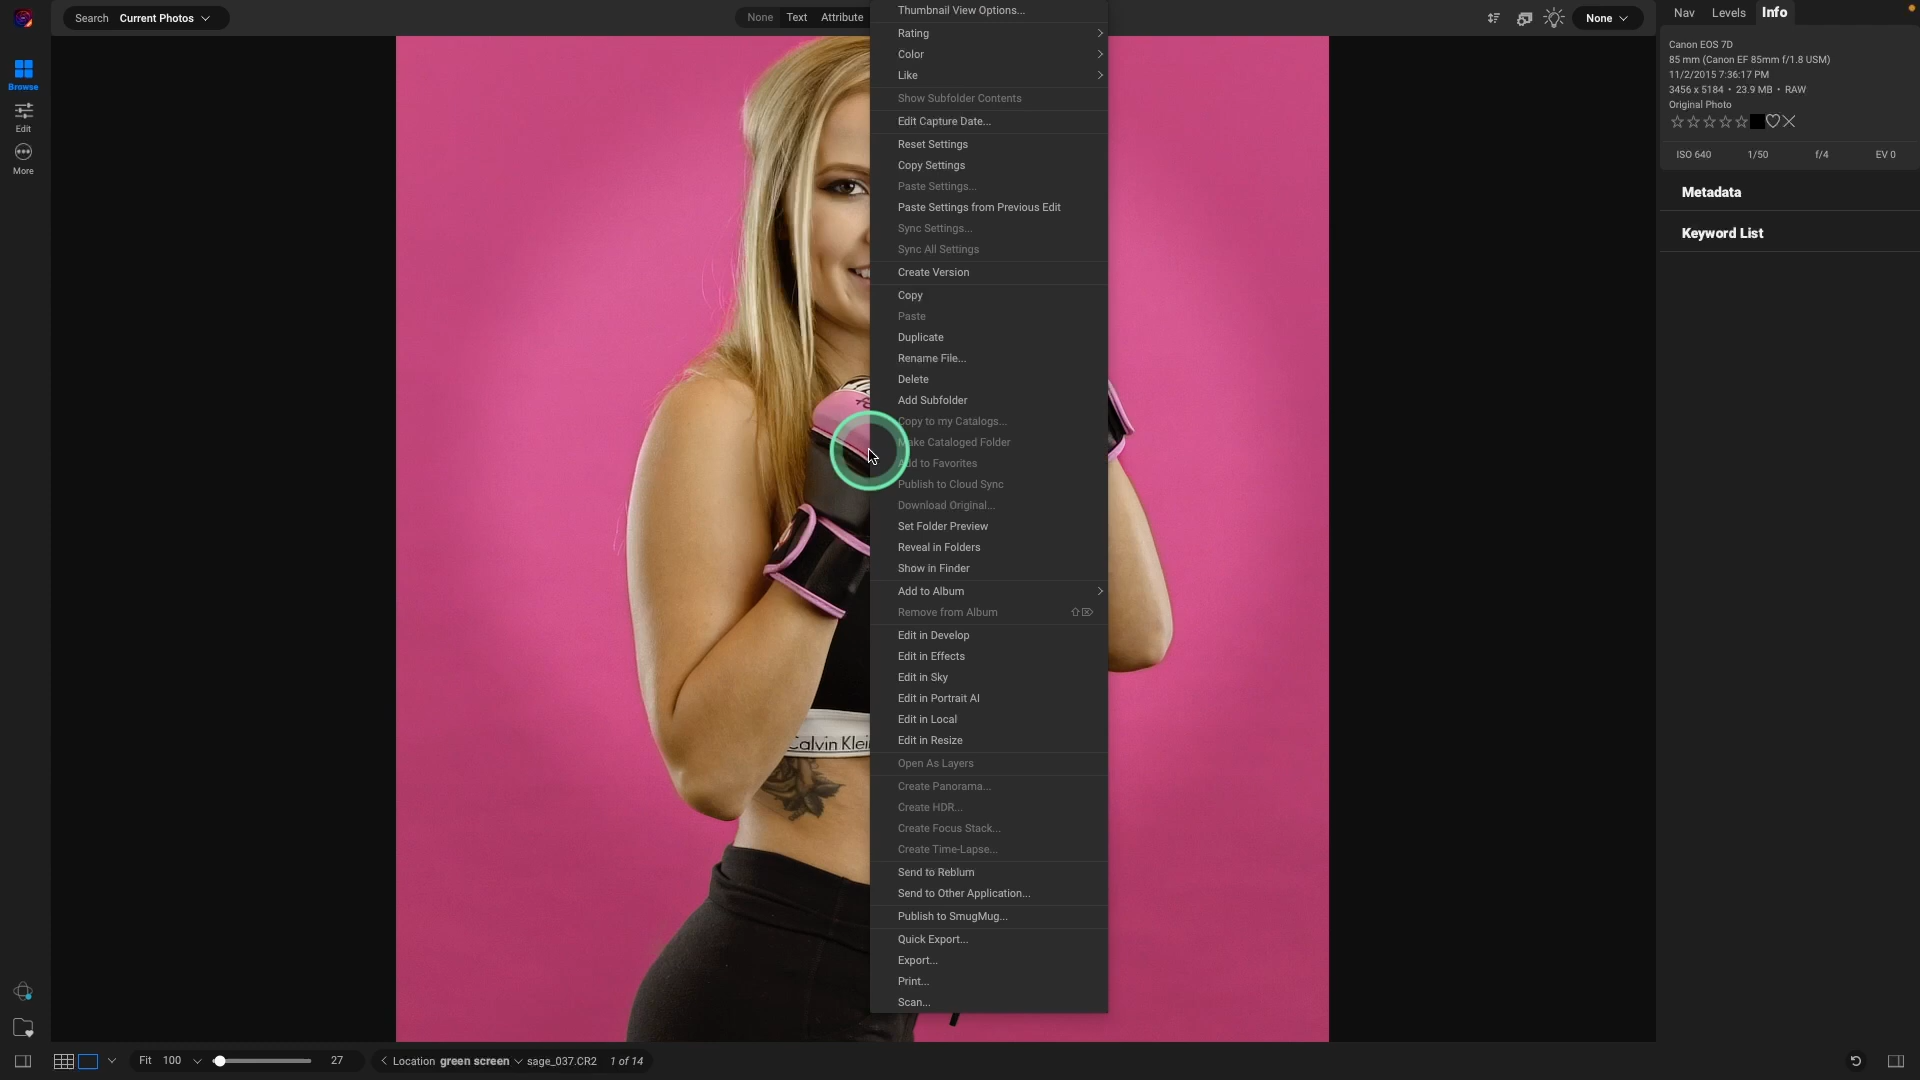 Search Current Photos
None Text Attribute
None
Nav Levels Info
Browse
Edit
More
Canon EOS 7D
85 mm (Canon EF 85mm f/1.8 USM)
11/2/2015 7:36:17 PM
3456 x 5184 • 23.9 MB • RAW
Original Photo
ISO 640 1/50 f/4 EV 0
Metadata
Keyword List
Thumbnail View Options...
Rating
Color
Like
Show Subfolder Contents
Edit Capture Date...
Reset Settings
Copy Settings
Paste Settings...
Paste Settings from Previous Edit
Sync Settings...
Sync All Settings
Create Version
Copy
Paste
Duplicate
Rename File...
Delete
Add Subfolder
Copy to my Catalogs...
Make Cataloged Folder
Add to Favorites
Publish to Cloud Sync
Download Original...
Set Folder Preview
Reveal in Folders
Show in Finder
Add to Album
Remove from Album
Edit in Develop
Edit in Effects
Edit in Sky
Edit in Portrait AI
Edit in Local
Edit in Resize
Open As Layers
Create Panorama...
Create HDR...
Create Focus Stack...
Create Time-Lapse...
Send to Reblum
Send to Other Application...
Publish to SmugMug...
Quick Export...
Export...
Print...
Scan...
Calvin Klei
Fit 100 27 Location green screen sage_037.CR2 1 of 14